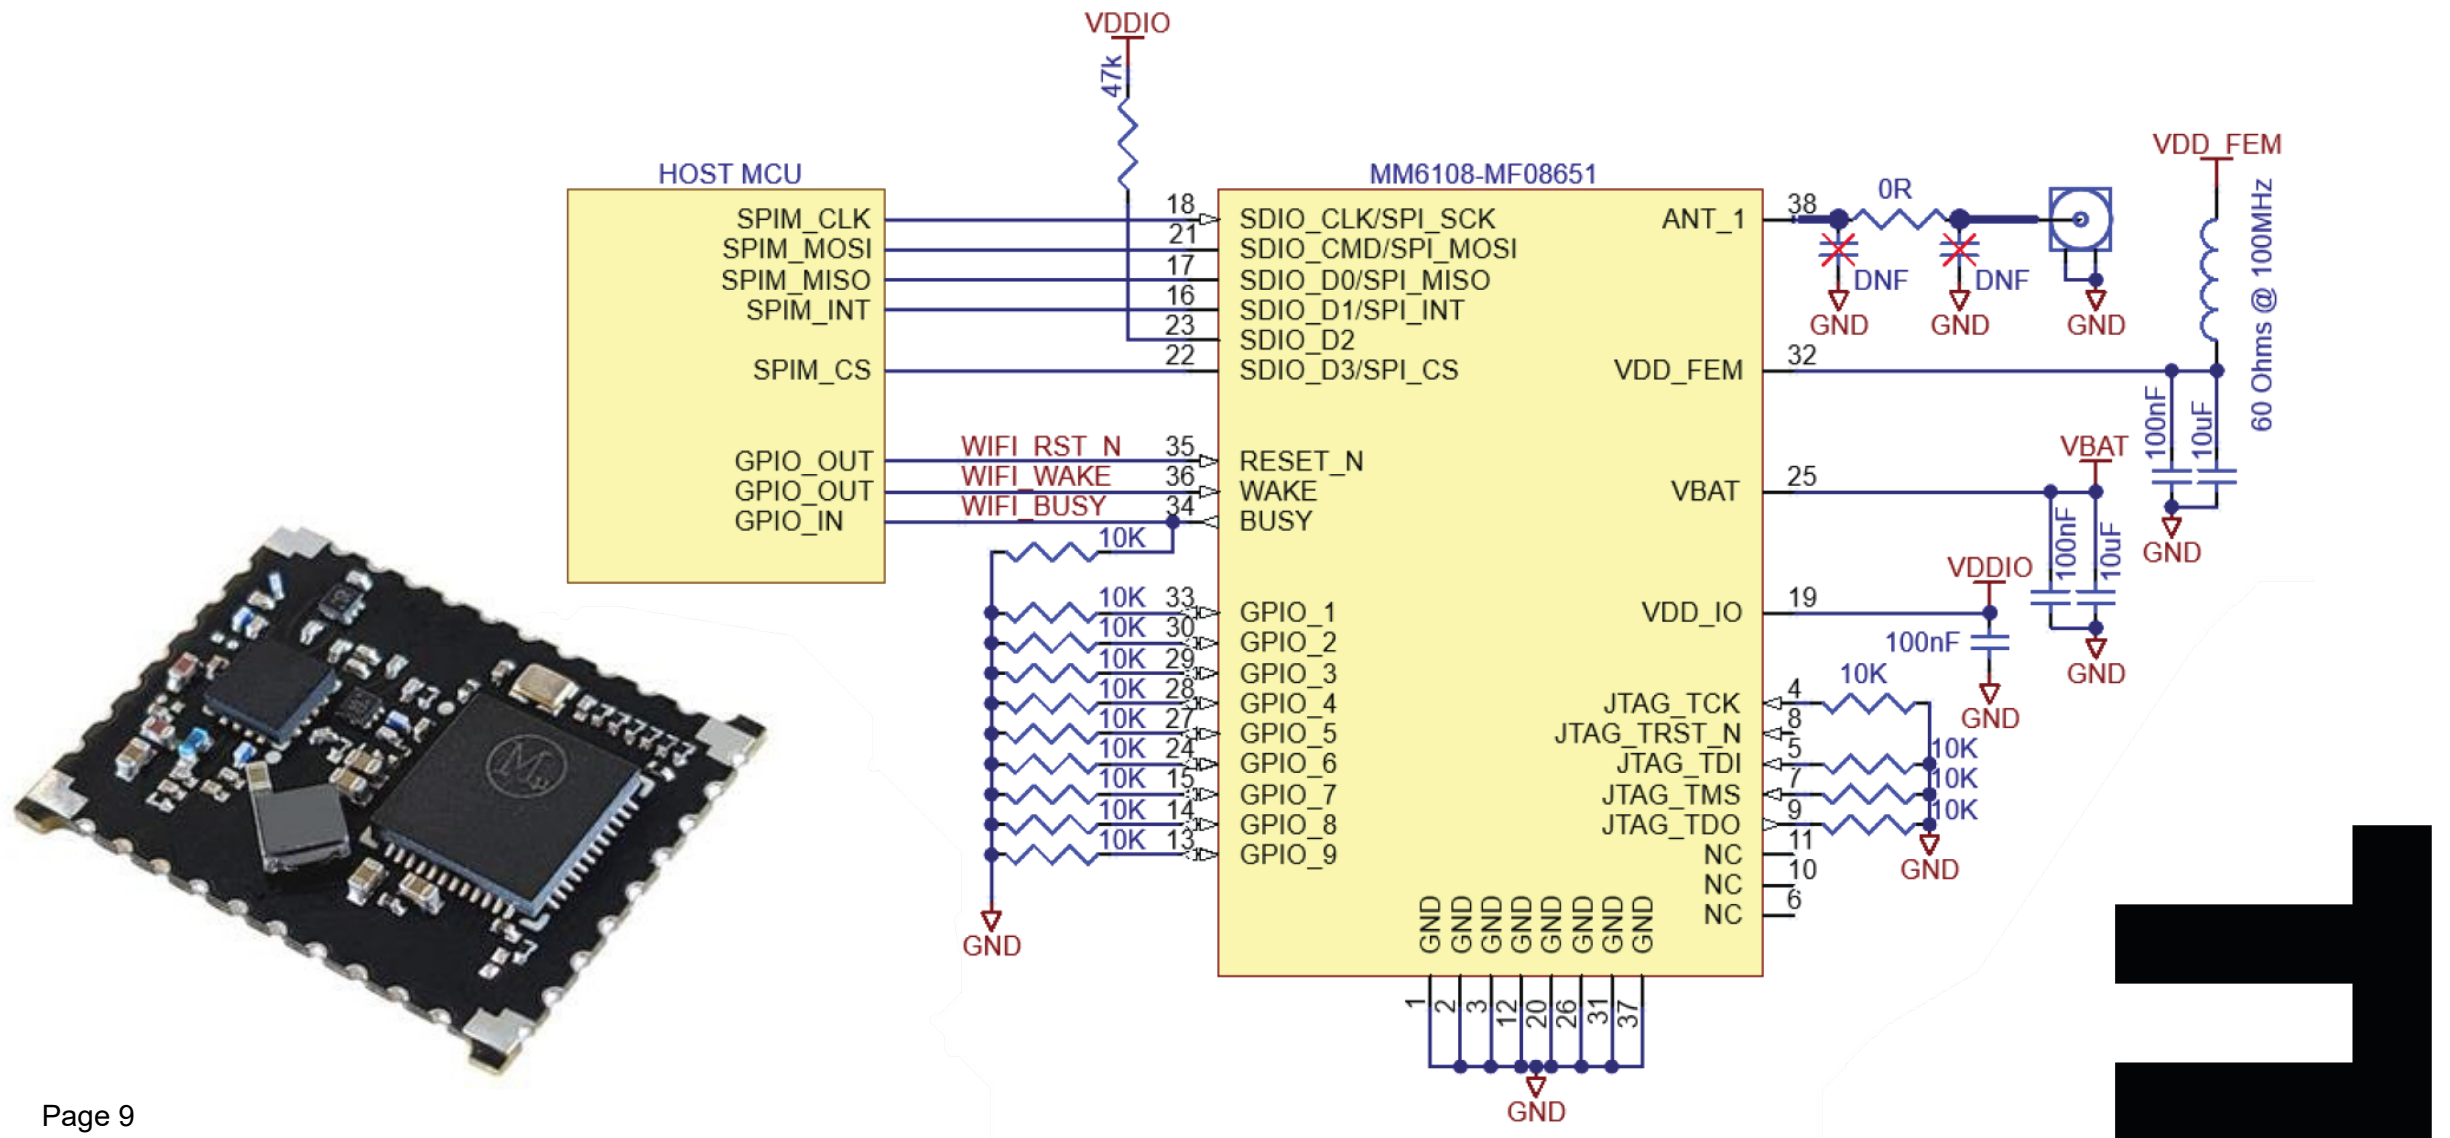 VDDIO
47k
HOST MCU
SPIM_CLK
SPIM_MOSI
SPIM_MISO
SPIM_INT
SPIM_CS
GPIO_OUT
GPIO_OUT
GPIO_IN
WIFI_RST_N
WIFI_WAKE
WIFI_BUSY
10K
MM6108-MF08651
18 SDIO_CLK/SPI_SCK
21 SDIO_CMD/SPI_MOSI
17 SDIO_D0/SPI_MISO
16 SDIO_D1/SPI_INT
23 SDIO_D2
22 SDIO_D3/SPI_CS
35 RESET_N
36 WAKE
34 BUSY
10K 33 GPIO_1
10K 30 GPIO_2
10K 29 GPIO_3
10K 28 GPIO_4
10K 27 GPIO_5
10K 24 GPIO_6
10K 15 GPIO_7
10K 14 GPIO_8
10K 13 GPIO_9
GND
ANT_1 38
0R
DNF
DNF
GND
GND
GND
VDD_FEM
60 Ohms @ 100MHz
VDD_FEM 32
100nF
10uF
GND
VBAT
VBAT 25
100nF
10uF
GND
VDDIO
VDD_IO 19
100nF
GND
JTAG_TCK 4 10K
JTAG_TRST_N 8
JTAG_TDI 5 10K
JTAG_TMS 7 10K
JTAG_TDO 9 10K
GND
NC 11
NC 10
NC 6
GND GND GND GND GND GND GND GND
1 2 3 12 20 26 31 37
GND
M
Page 9